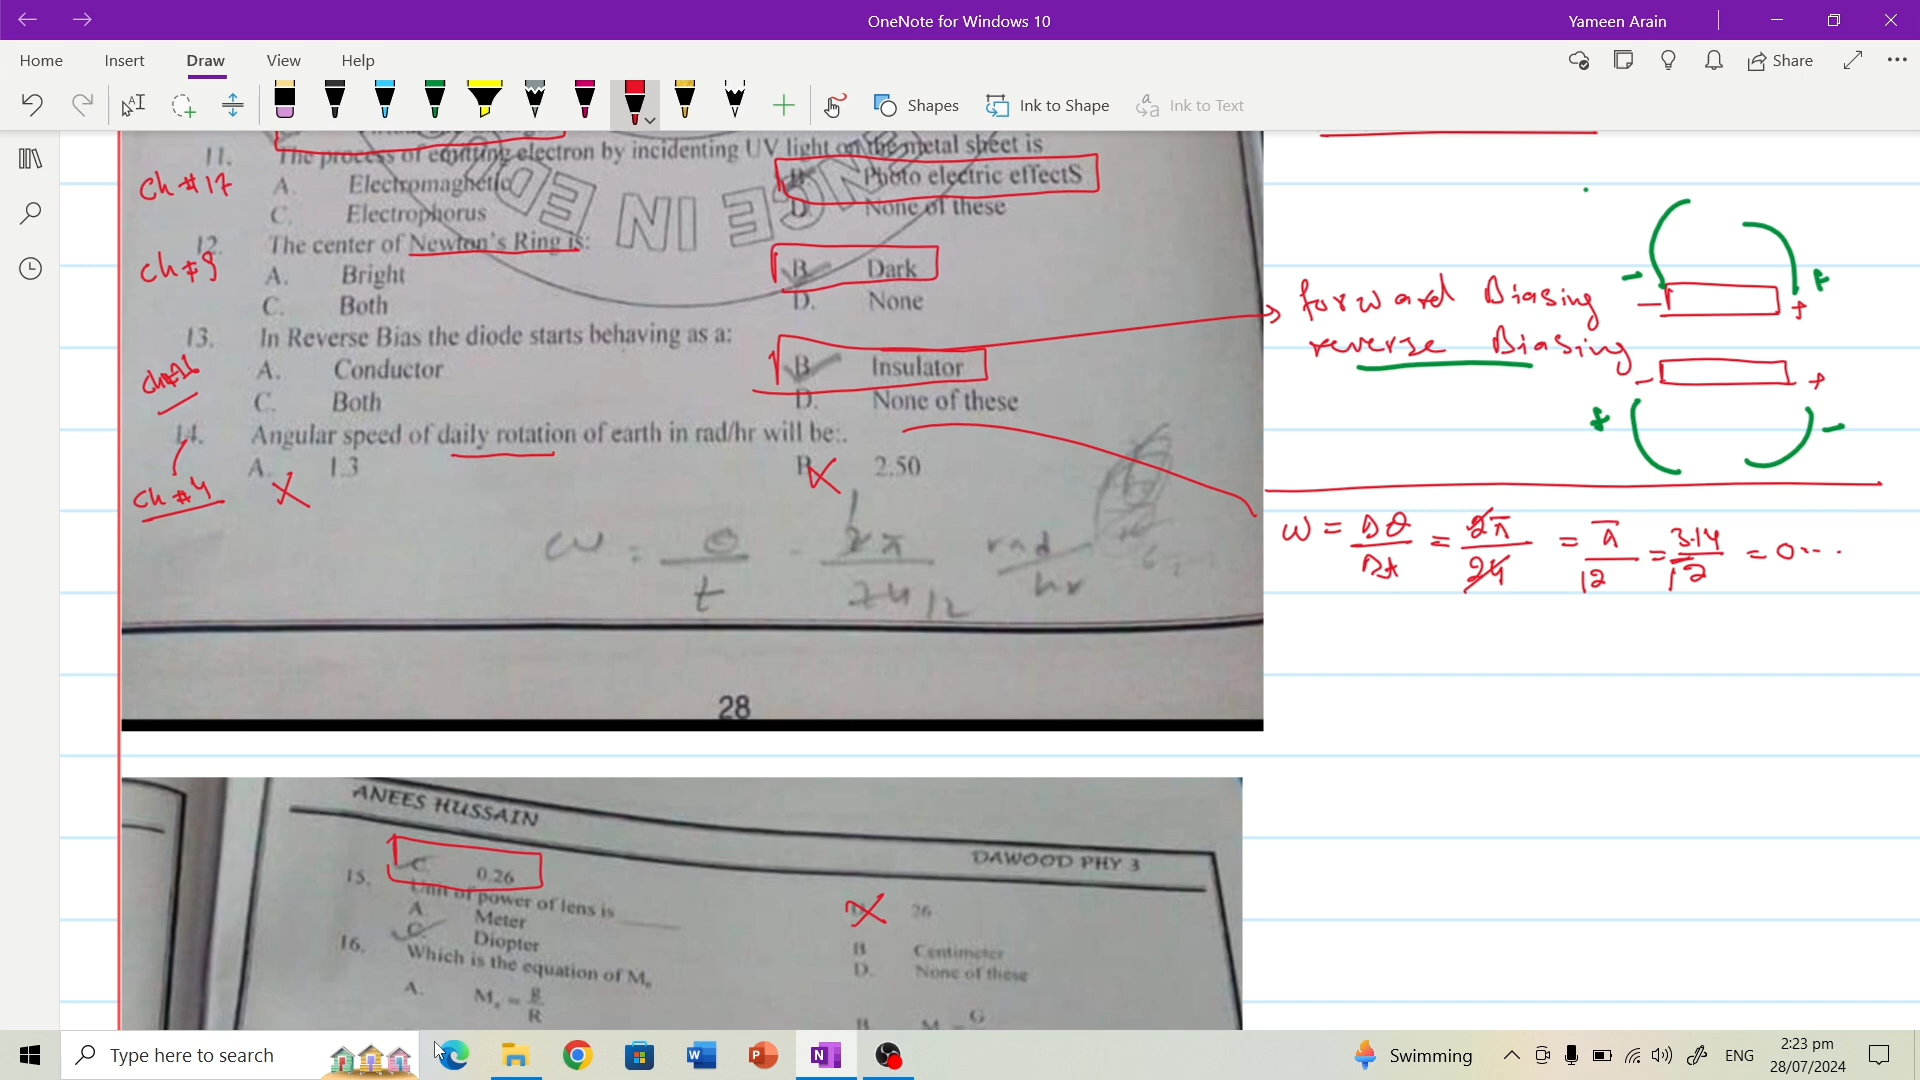 OneNote for Windows 10
Yameen Arain
Home Insert Draw View Help
Share
Shapes
Ink to Shape
Ink to Text
11. The process of emitting electron by incidenting UV light on the metal sheet is
Ch # 17
A. Electromagnetic
B. Photo electric effectS
C. Electrophorus
D. None of these
12. The center of Newton's Ring is:
Ch # 9
A. Bright
B. Dark
C. Both
D. None
13. In Reverse Bias the diode starts behaving as a:
A. Conductor
B. Insulator
C. Both
D. None of these
14. Angular speed of daily rotation of earth in rad/hr will be:.
Ch # 4
A. 1.3
B. 2.50
ω = θ/t = 2π/24 12 rad/hr
28
forward Biasing
reverse Biasing
- +
- +
- +
+ -
ω = Δθ/Δt = 2π/24 = π/12 = 3.14/12 = 0....
ANEES HUSSAIN
DAWOOD PHY 3
C. 0.26
26
15. Unit of power of lens is
A. Meter
B. Centimeter
C. Diopter
D. None of these
16. Which is the equation of Me
A. Me = g/R
B. M = G
Type here to search
Swimming
ENG
2:23 pm
28/07/2024